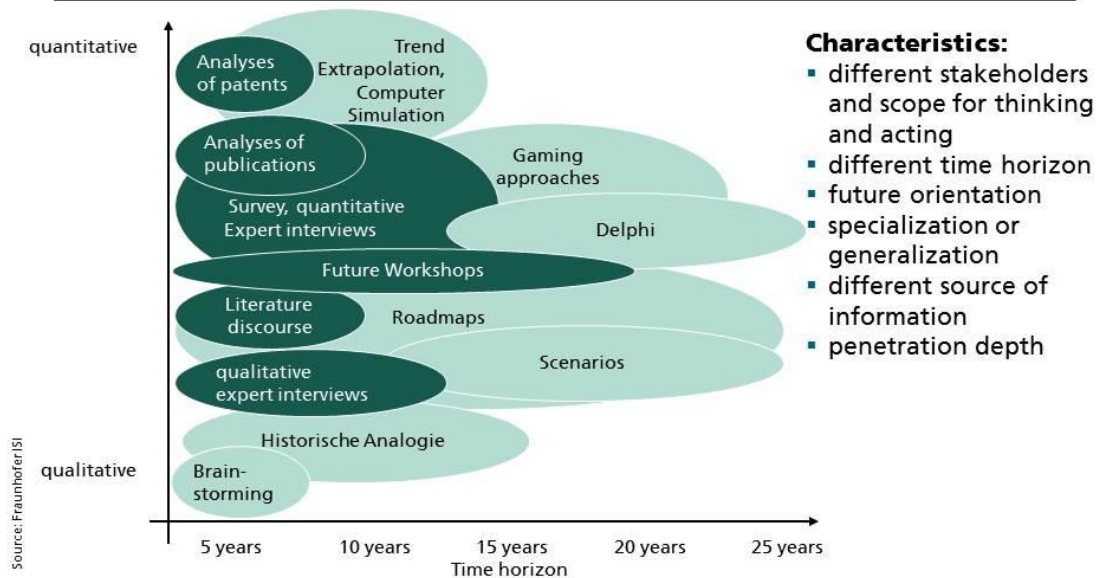 quantitative
Analyses
of patents
Trend
Extrapolation,
Computer
Simulation
Analyses of
publications
Gaming
approaches
Survey, quantitative
Expert interviews
Delphi
Future Workshops
Literature
discourse
Roadmaps
Scenarios
qualitative
expert interviews
Historische Analogie
qualitative
Brain-
storming
5 years
10 years
15 years
20 years
25 years
Time horizon
Characteristics:
▪ different stakeholders
and scope for thinking
and acting
▪ different time horizon
▪ future orientation
▪ specialization or
generalization
▪ different source of
information
▪ penetration depth
Source: Fraunhofer ISI